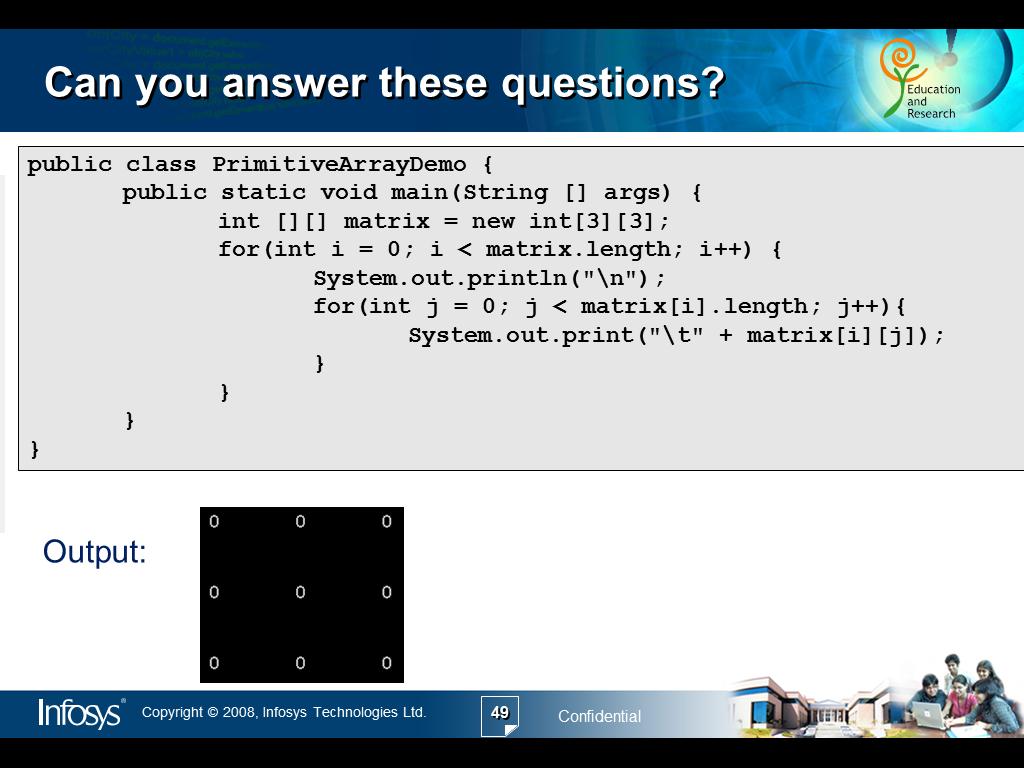 Can you answer these questions?
Education
and
Research
public class PrimitiveArrayDemo {
public static void main(String [] args) {
int [][] matrix = new int[3][3];
for(int i = 0; i < matrix.length; i++) {
System.out.println("\n");
for(int j = 0; j < matrix[i].length; j++){
System.out.print("\t" + matrix[i][j]);
}
}
}
}
Output:
0 0 0
0 0 0
0 0 0
Infosys®
Copyright © 2008, Infosys Technologies Ltd.
49
Confidential